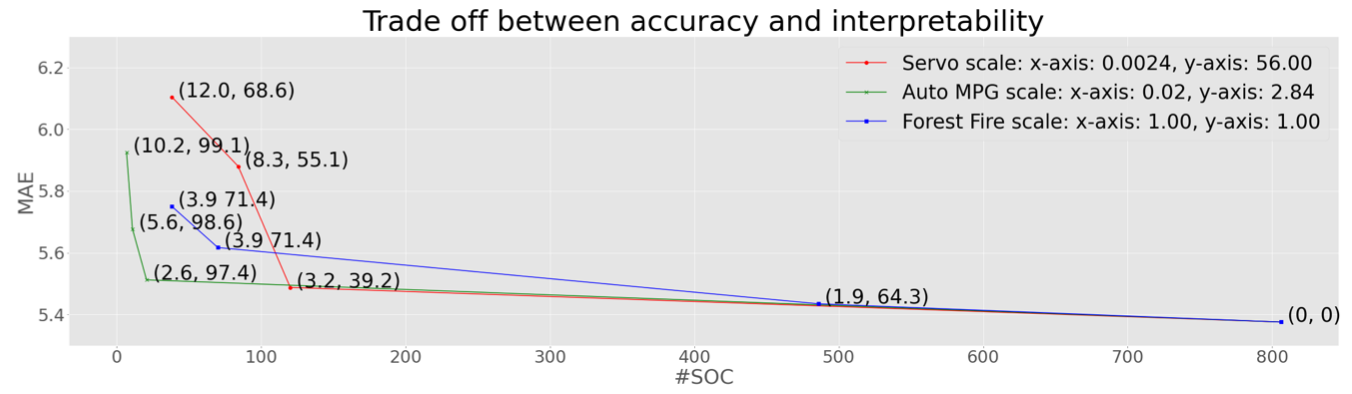 Trade off between accuracy and interpretability
Servo scale: x-axis: 0.0024, y-axis: 56.00
Auto MPG scale: x-axis: 0.02, y-axis: 2.84
Forest Fire scale: x-axis: 1.00, y-axis: 1.00
MAE
6.2
6.0
5.8
5.6
5.4
(12.0, 68.6)
(10.2, 99.1)
(8.3, 55.1)
(3.9 71.4)
(5.6, 98.6)
(3.9 71.4)
(2.6, 97.4)
(3.2, 39.2)
(1.9, 64.3)
(0, 0)
0 100 200 300 400 500 600 700 800
#SOC